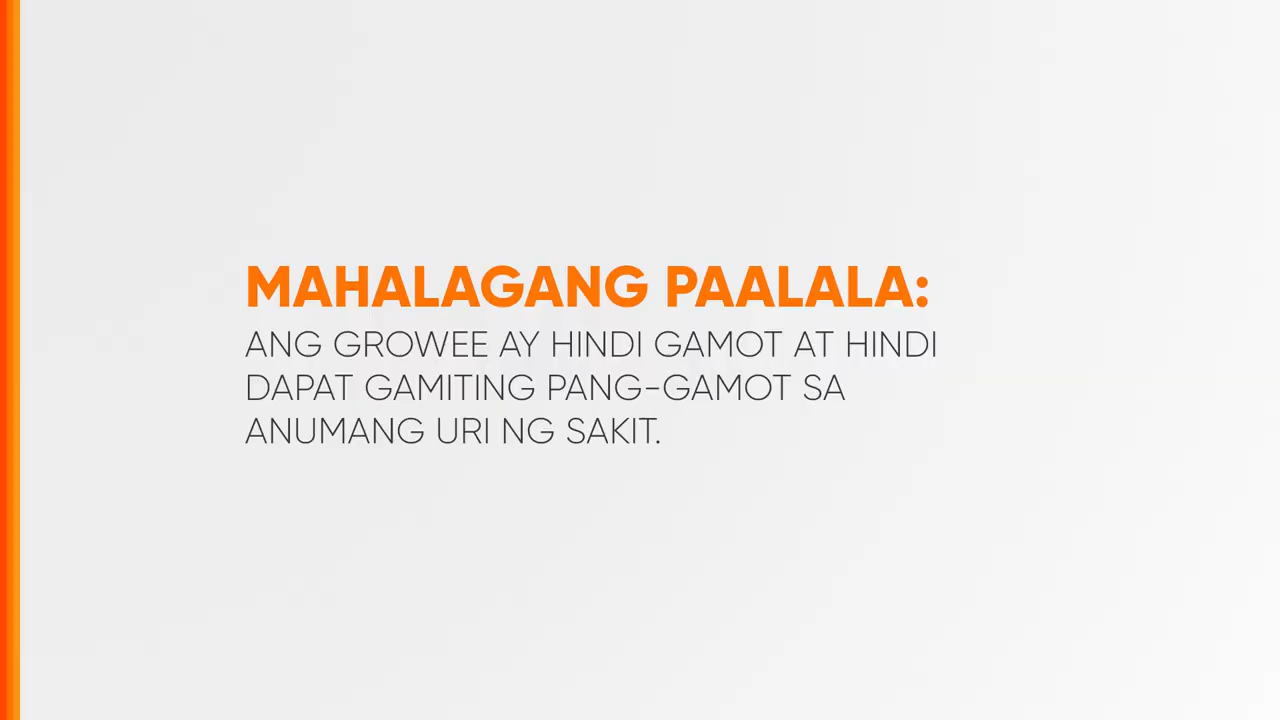 MAHALAGANG PAALALA:
ANG GROWEE AY HINDI GAMOT AT HINDI
DAPAT GAMITING PANG-GAMOT SA
ANUMANG URI NG SAKIT.